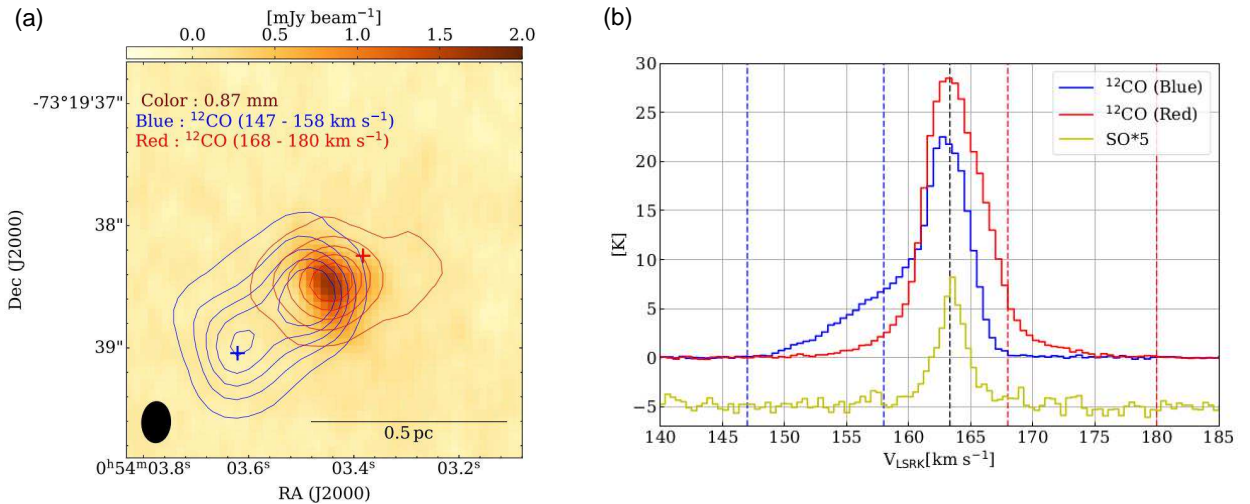 (a)
[mJy beam⁻¹]
0.0 0.5 1.0 1.5 2.0
-73°19'37"
38"
39"
Dec (J2000)
Color : 0.87 mm
Blue : ¹²CO (147 - 158 km s⁻¹)
Red : ¹²CO (168 - 180 km s⁻¹)
0.5 pc
0ʰ54ᵐ03.8ˢ 03.6ˢ 03.4ˢ 03.2ˢ
RA (J2000)
(b)
30
25
20
15
10
5
0
−5
[K]
¹²CO (Blue)
¹²CO (Red)
SO*5
140 145 150 155 160 165 170 175 180 185
V_LSRK[km s⁻¹]